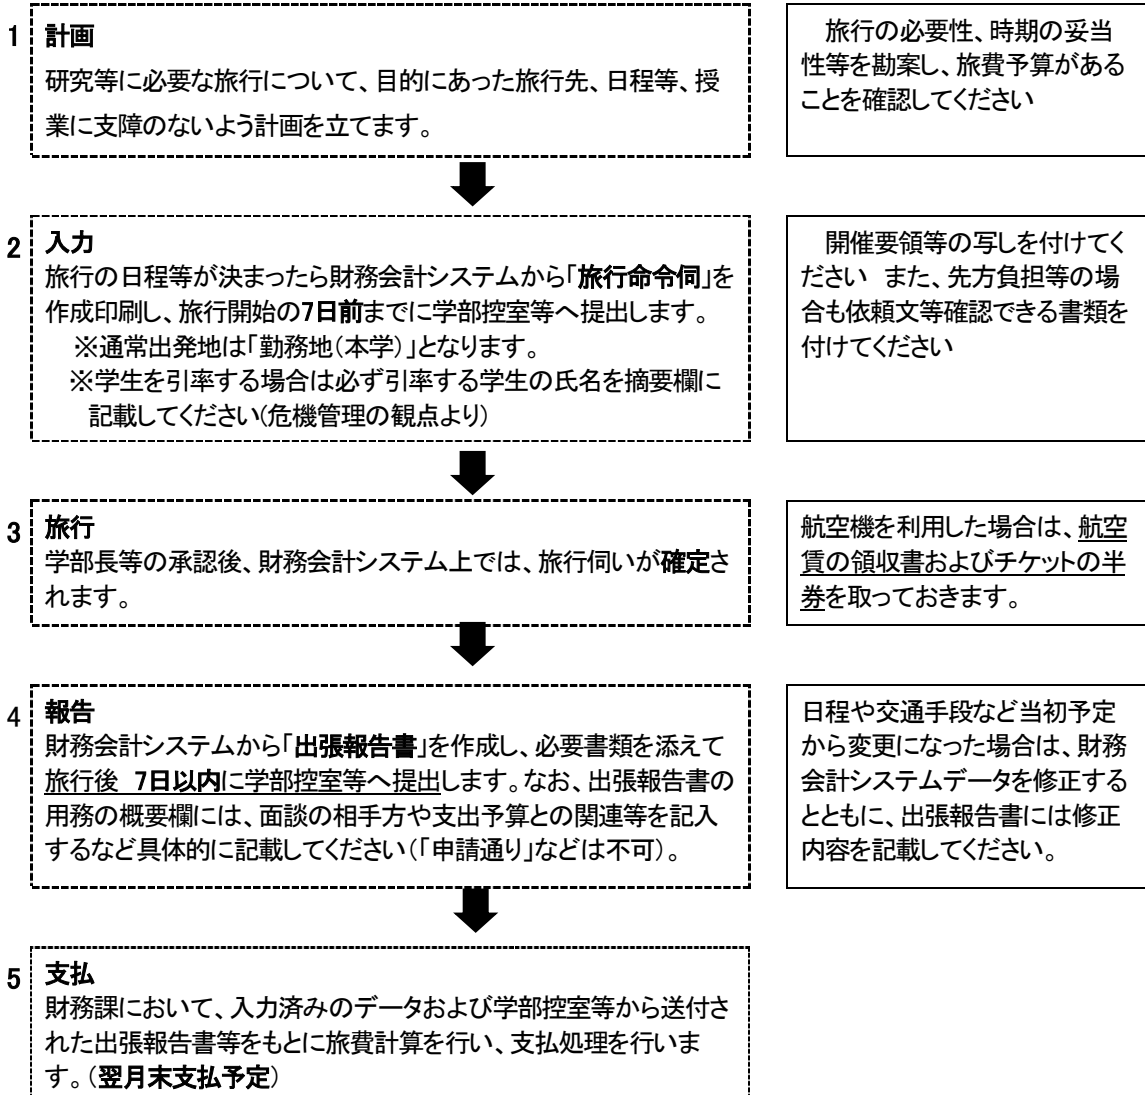 1 計画
研究等に必要な旅行について、目的にあった旅行先、日程等、授
業に支障のないよう計画を立てます。
旅行の必要性、時期の妥当
性等を勘案し、旅費予算がある
ことを確認してください
2 入力
旅行の日程等が決まったら財務会計システムから「旅行命令伺」を
作成印刷し、旅行開始の7日前までに学部控室等へ提出します。
※通常出発地は「勤務地（本学）」となります。
※学生を引率する場合は必ず引率する学生の氏名を摘要欄に
記載してください(危機管理の観点より)
開催要領等の写しを付けてく
ださい また、先方負担等の場
合も依頼文等確認できる書類を
付けてください
3 旅行
学部長等の承認後、財務会計システム上では、旅行伺いが確定さ
れます。
航空機を利用した場合は、航空
賃の領収書およびチケットの半
券を取っておきます。
4 報告
財務会計システムから「出張報告書」を作成し、必要書類を添えて
旅行後 7日以内に学部控室等へ提出します。なお、出張報告書の
用務の概要欄には、面談の相手方や支出予算との関連等を記入
するなど具体的に記載してください（「申請通り」などは不可）。
日程や交通手段など当初予定
から変更になった場合は、財務
会計システムデータを修正する
とともに、出張報告書には修正
内容を記載してください。
5 支払
財務課において、入力済みのデータおよび学部控室等から送付さ
れた出張報告書等をもとに旅費計算を行い、支払処理を行いま
す。（翌月末支払予定）